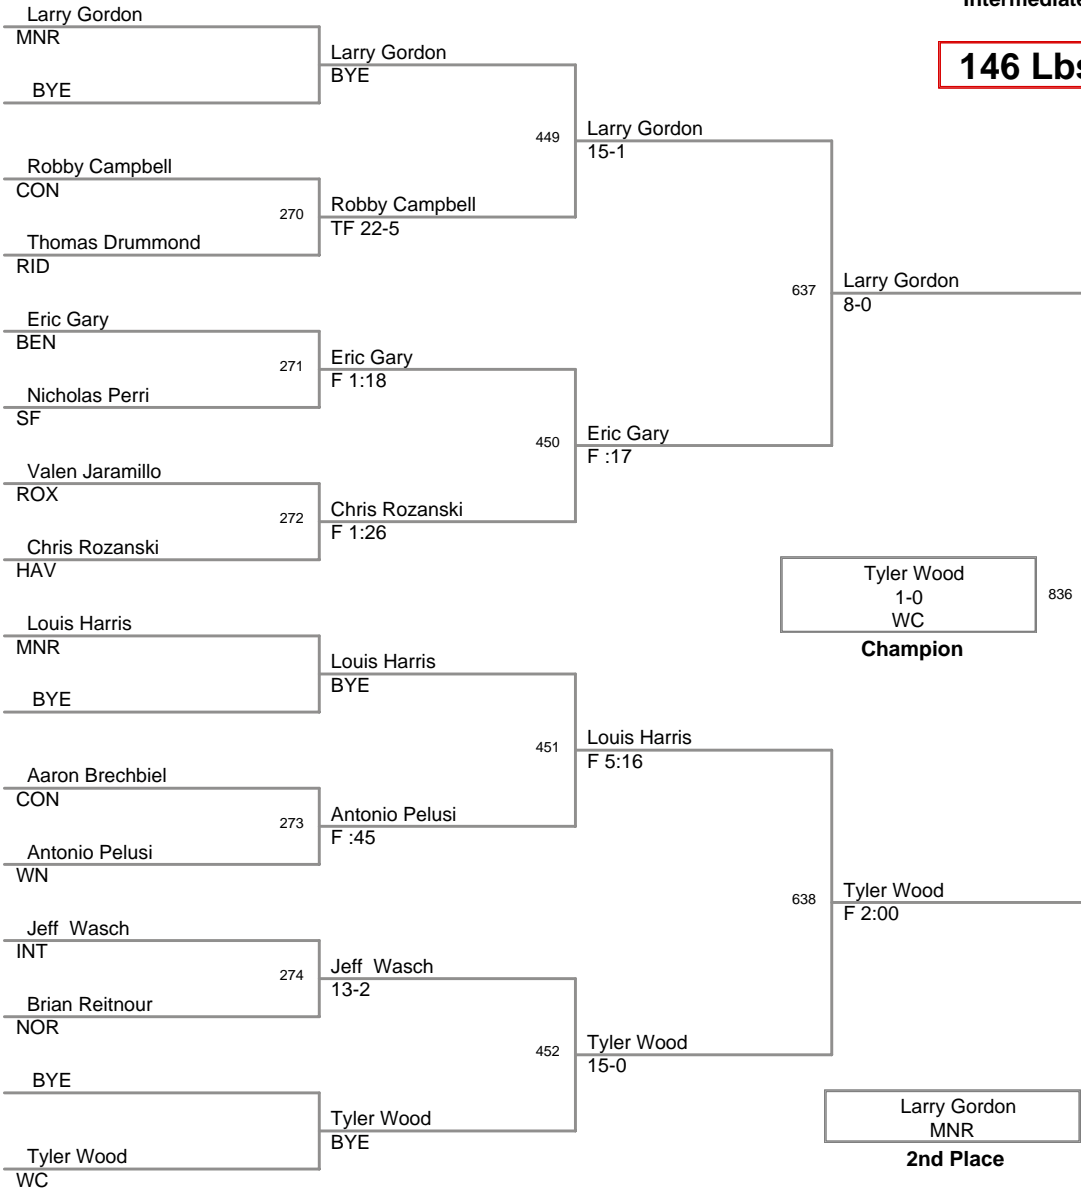 Intermediate
146 Lbs
Larry Gordon
MNR
BYE
Larry Gordon
BYE
449
Larry Gordon
15-1
Robby Campbell
CON
270
Robby Campbell
TF 22-5
Thomas Drummond
RID
637
Larry Gordon
8-0
Eric Gary
BEN
271
Eric Gary
F 1:18
Nicholas Perri
SF
450
Eric Gary
F :17
Valen Jaramillo
ROX
272
Chris Rozanski
F 1:26
Chris Rozanski
HAV
Tyler Wood
1-0
WC
836
Champion
Louis Harris
MNR
Louis Harris
BYE
BYE
451
Louis Harris
F 5:16
Aaron Brechbiel
CON
273
Antonio Pelusi
F :45
Antonio Pelusi
WN
638
Tyler Wood
F 2:00
Jeff  Wasch
INT
274
Jeff  Wasch
13-2
Brian Reitnour
NOR
452
Tyler Wood
15-0
BYE
Tyler Wood
BYE
Tyler Wood
WC
Larry Gordon
MNR
2nd Place